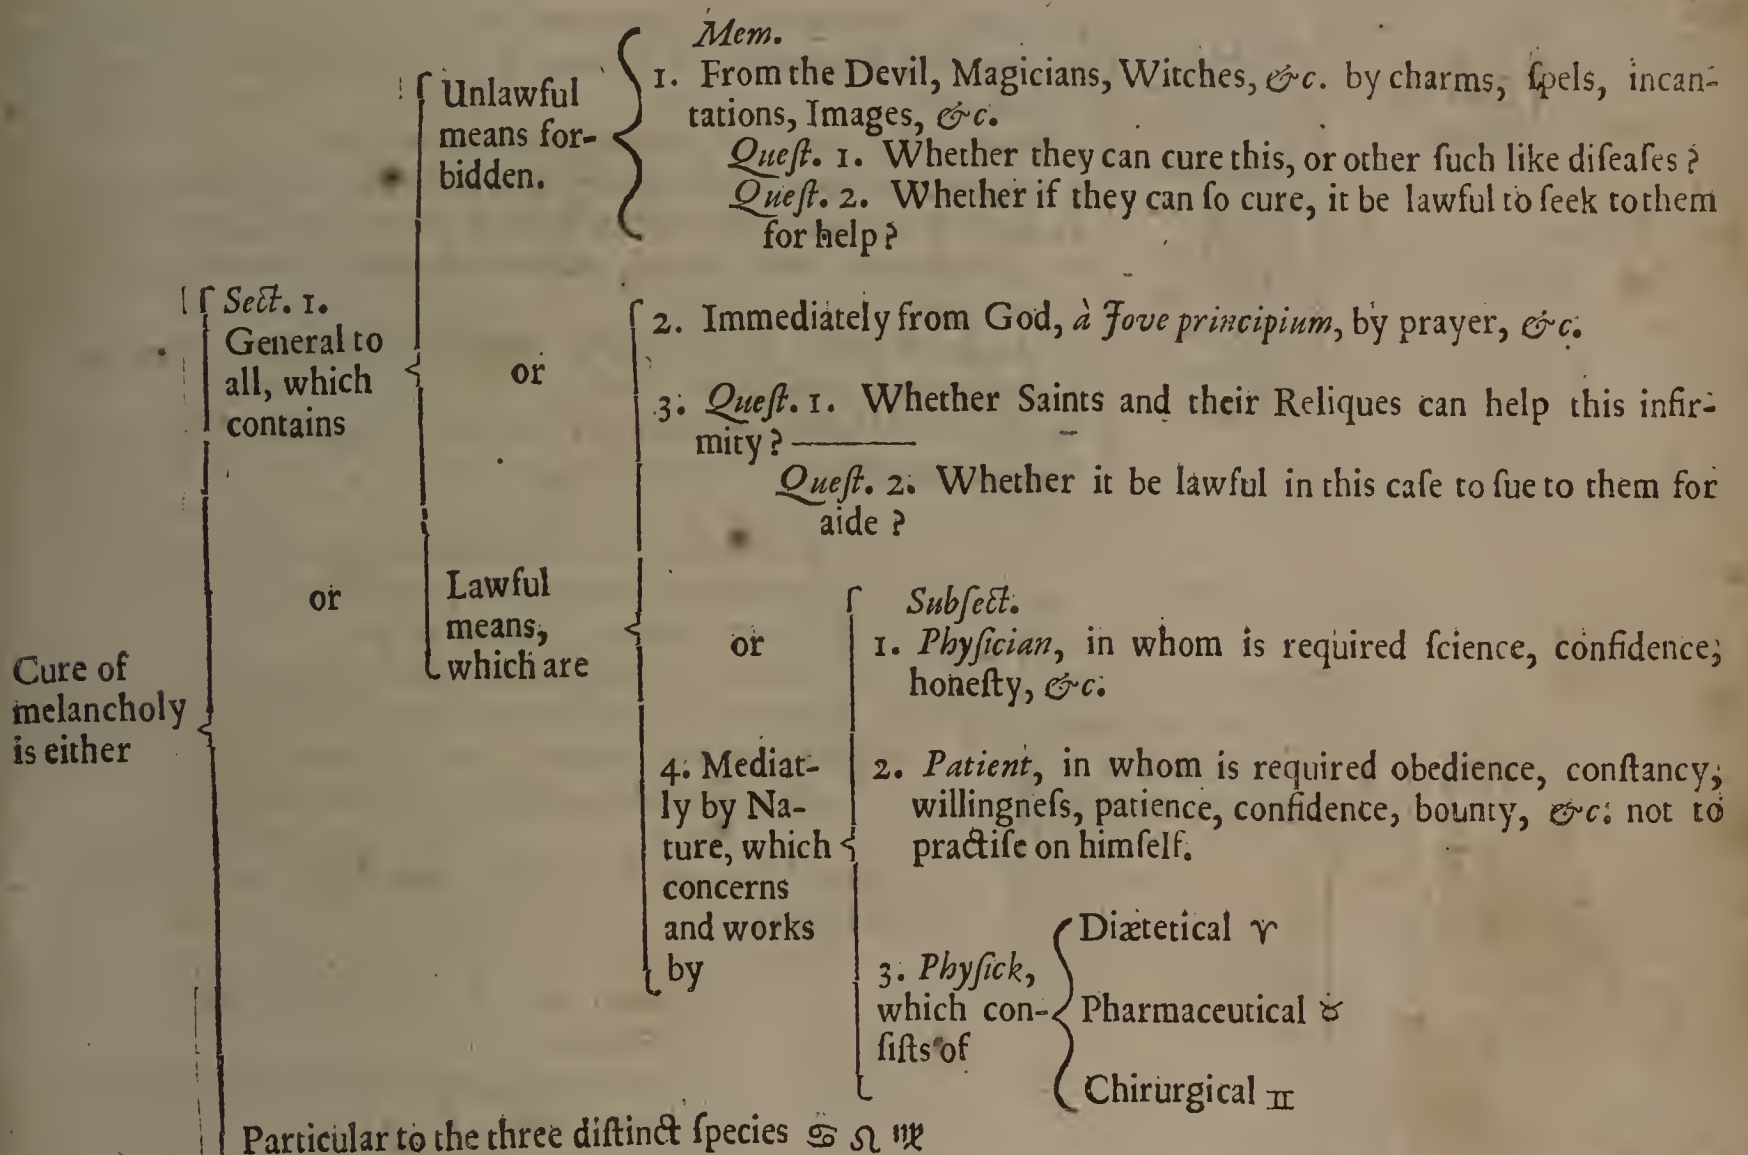 Cure of
melancholy
is either
Sect. 1.
General to
all, which
contains
or
Unlawful
means for-
bidden.
Mem.
1. From the Devil, Magicians, Witches, &c. by charms, ſpels, incan-
tations, Images, &c.
Queſt. 1. Whether they can cure this, or other ſuch like diſeaſes?
Queſt. 2. Whether if they can ſo cure, it be lawful to ſeek to them
for help?
or
Lawful
means,
which are
2. Immediately from God, à Jove principium, by prayer, &c.
3. Queſt. 1. Whether Saints and their Reliques can help this infir-
mity?
Queſt. 2. Whether it be lawful in this caſe to ſue to them for
aide?
or
4. Mediat-
ly by Na-
ture, which
concerns
and works
by
Subſect.
1. Phyſician, in whom is required ſcience, confidence,
honeſty, &c.
2. Patient, in whom is required obedience, conſtancy,
willingneſs, patience, confidence, bounty, &c. not to
practiſe on himſelf.
3. Phyſick,
which con-
ſiſts of
Diætetical ♈
Pharmaceutical ♉
Chirurgical ♊
Particular to the three diſtinct ſpecies ♋ ♌ ♍